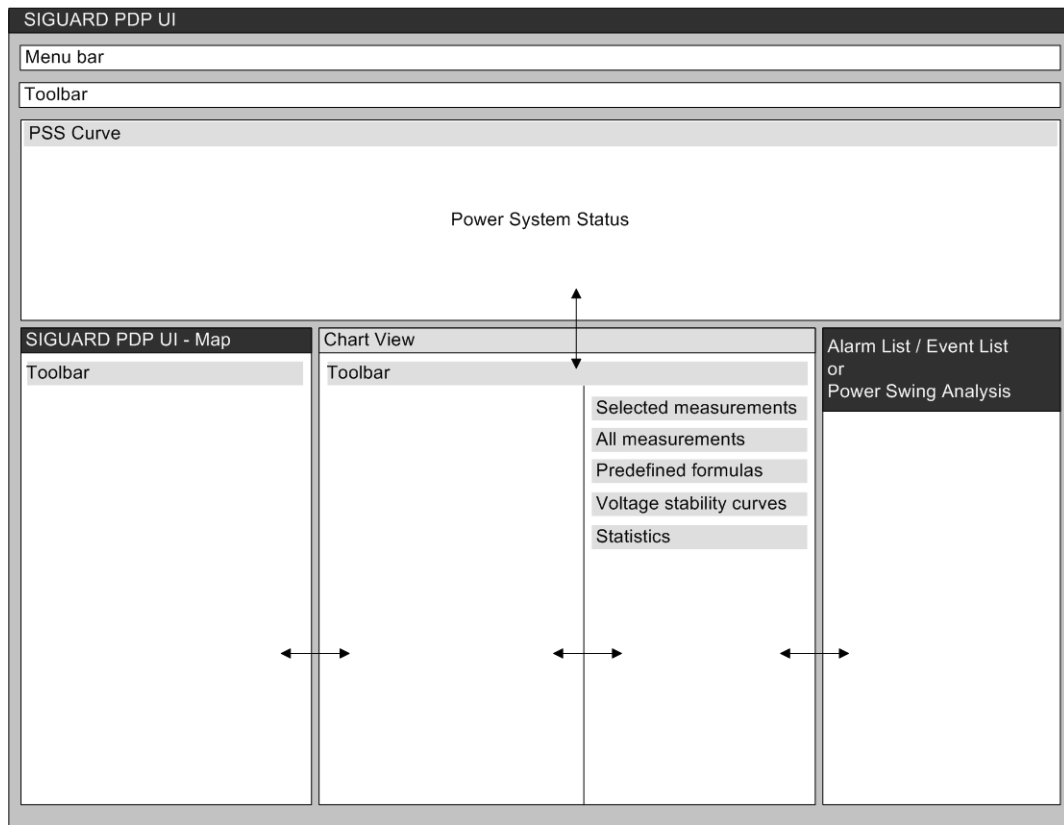 SIGUARD PDP UI
Menu bar
Toolbar
PSS Curve
Power System Status
SIGUARD PDP UI - Map
Toolbar
Chart View
Toolbar
Selected measurements
All measurements
Predefined formulas
Voltage stability curves
Statistics
Alarm List / Event List
or
Power Swing Analysis